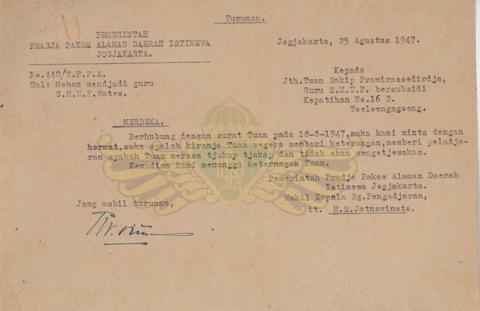 Turunan.
PEMERINTAH
PRADJA PAKOE ALAMAN DAERAH ISTIMEWA
JOGJAKARTA.
Jogjakarta, 25 Agustus 1947.
No.440/W.P.P.A.
Hal: Mohon mendjadi guru
S.M.U.P.Wates.
Kepada
Jth.Tuan Sakip Prawirassedirdja,
Guru S.M.U.P. bersubsidi
Kepatihan No.16 B.
Toelwengngweng.
MERDEKA.
Berhubung dengan surat Tuan pada 18-8-1947,maka kami minta dengan
hormat,suka apalah kiranja Tuan segera memberi keterangan,memberi peladja-
ran apakah Tuan merasa tjukup tjakap dan tidak akan mengetjewakan.
Kemudian kami menunggu keterangan Tuan.
Pemerintah Pradja Pakoe Alaman Daerah
Istimewa Jogjakarta.
Wakil Kepala Bg.Pengadjaran,
tt. M.S.Jatnowinoto.
Jang ambil turunan,